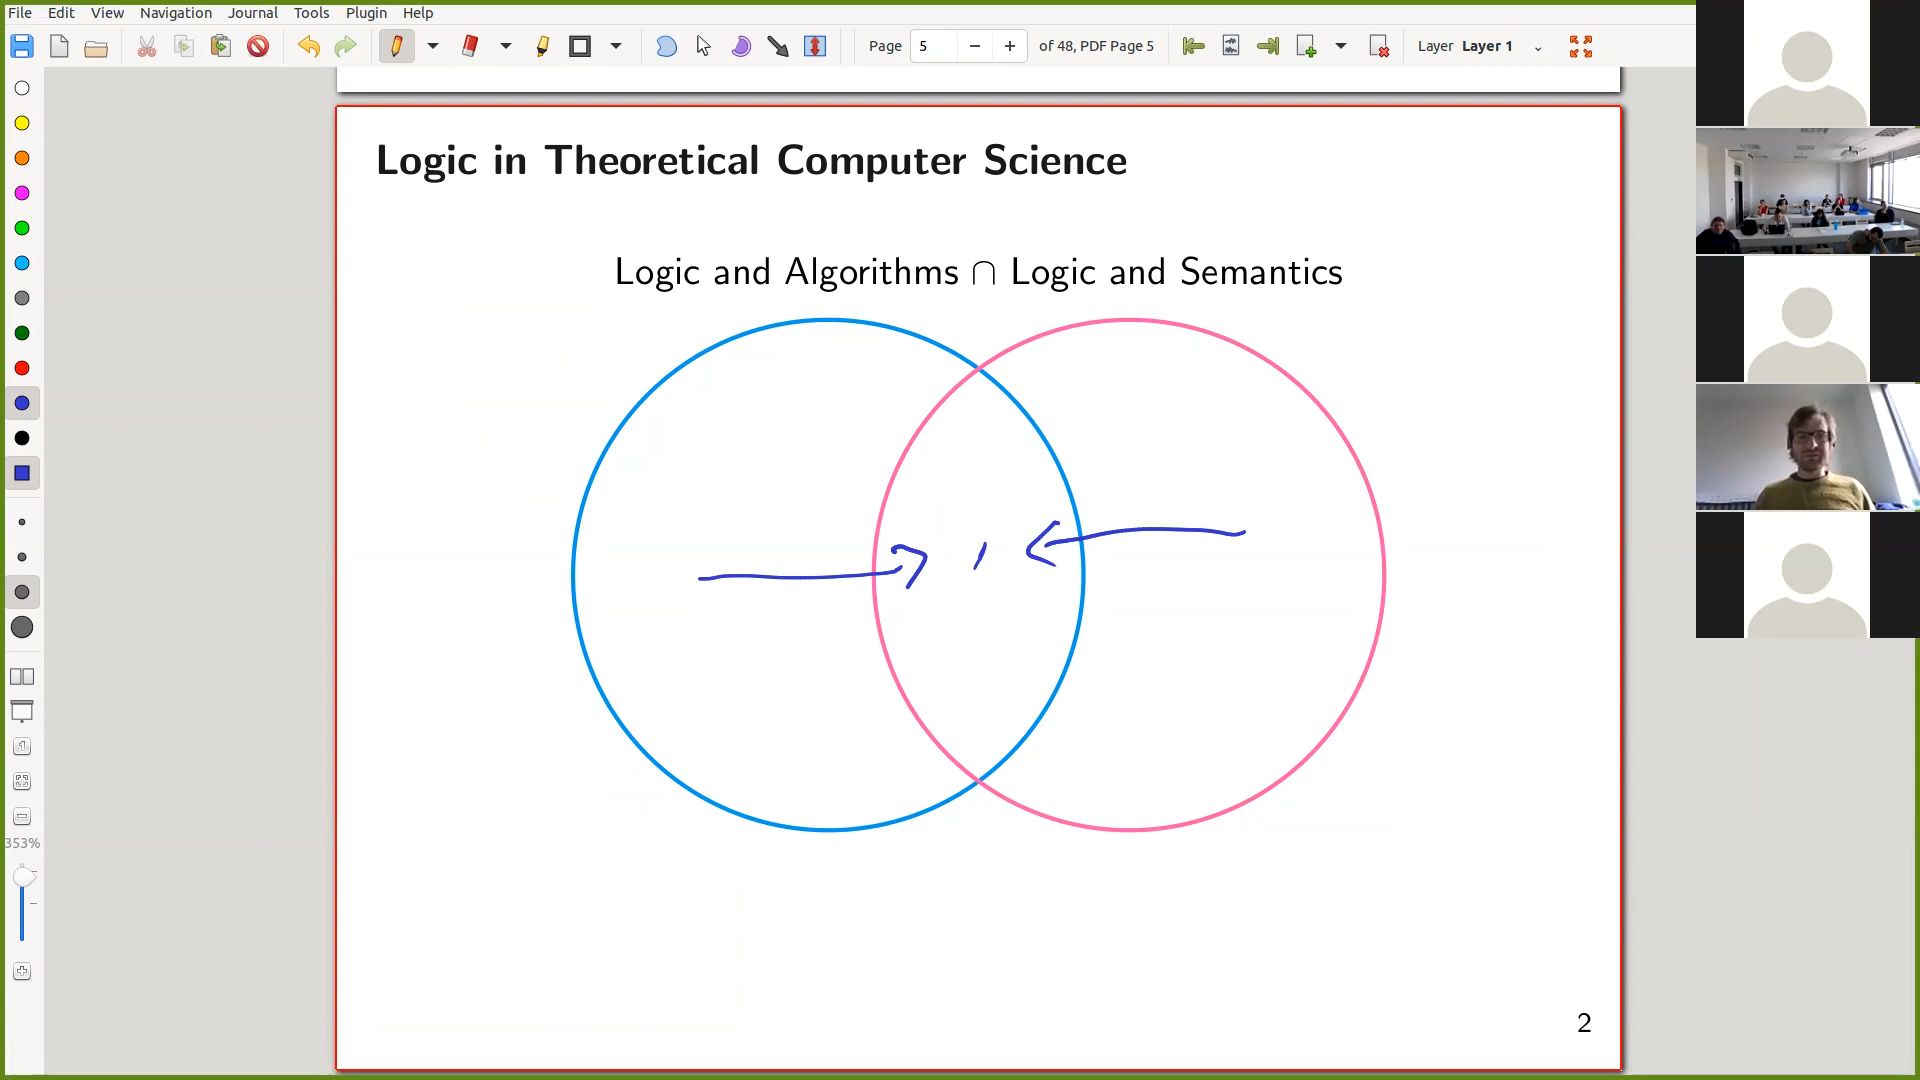 File Edit View Navigation Journal Tools Plugin Help
Page 5 of 48, PDF Page 5 Layer Layer 1
Logic in Theoretical Computer Science
Logic and Algorithms ∩ Logic and Semantics
353%
2